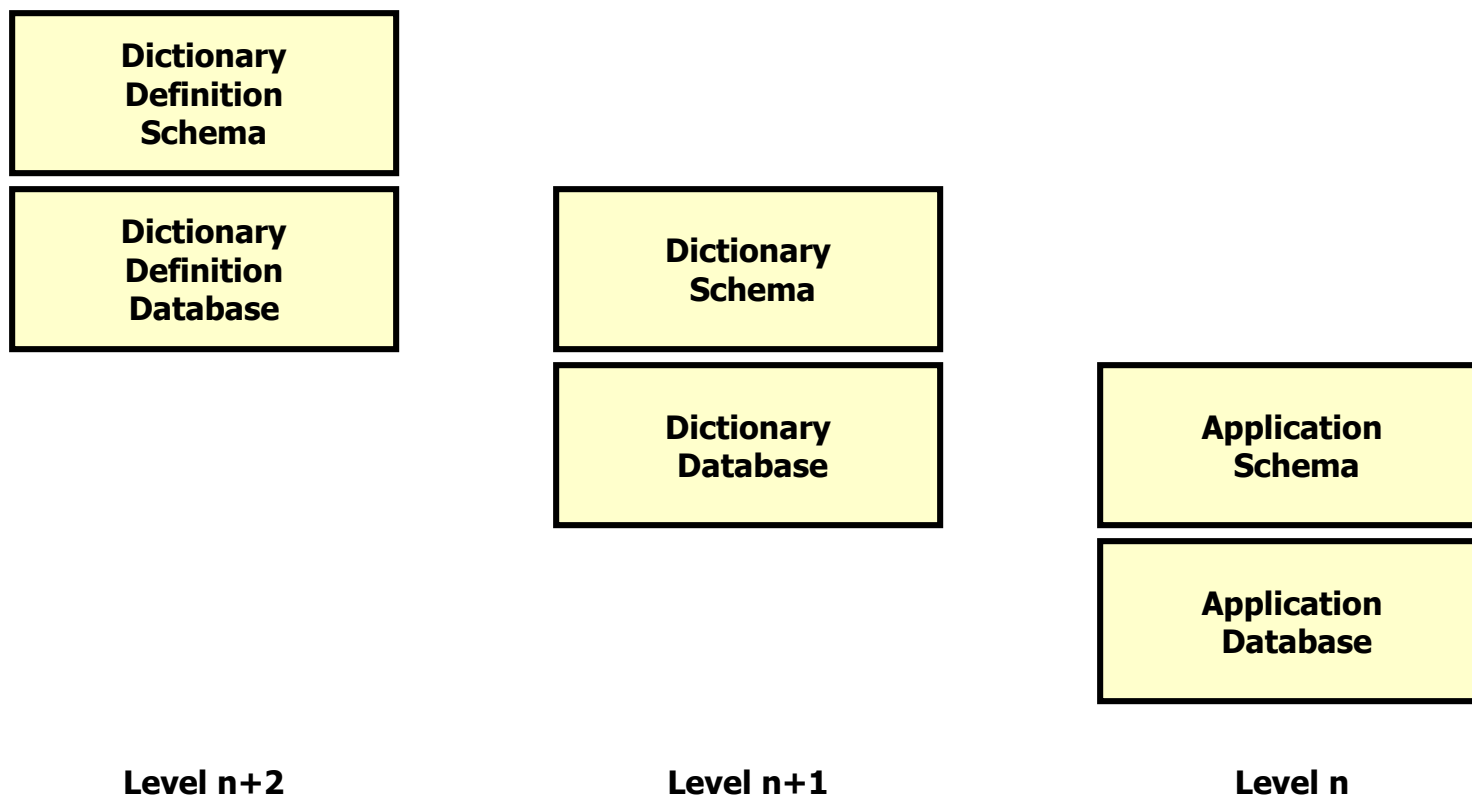 Dictionary
Definition
Schema
Dictionary
Definition
Database
Dictionary
Schema
Dictionary
Database
Application
Schema
Application
Database
Level n+2
Level n+1
Level n